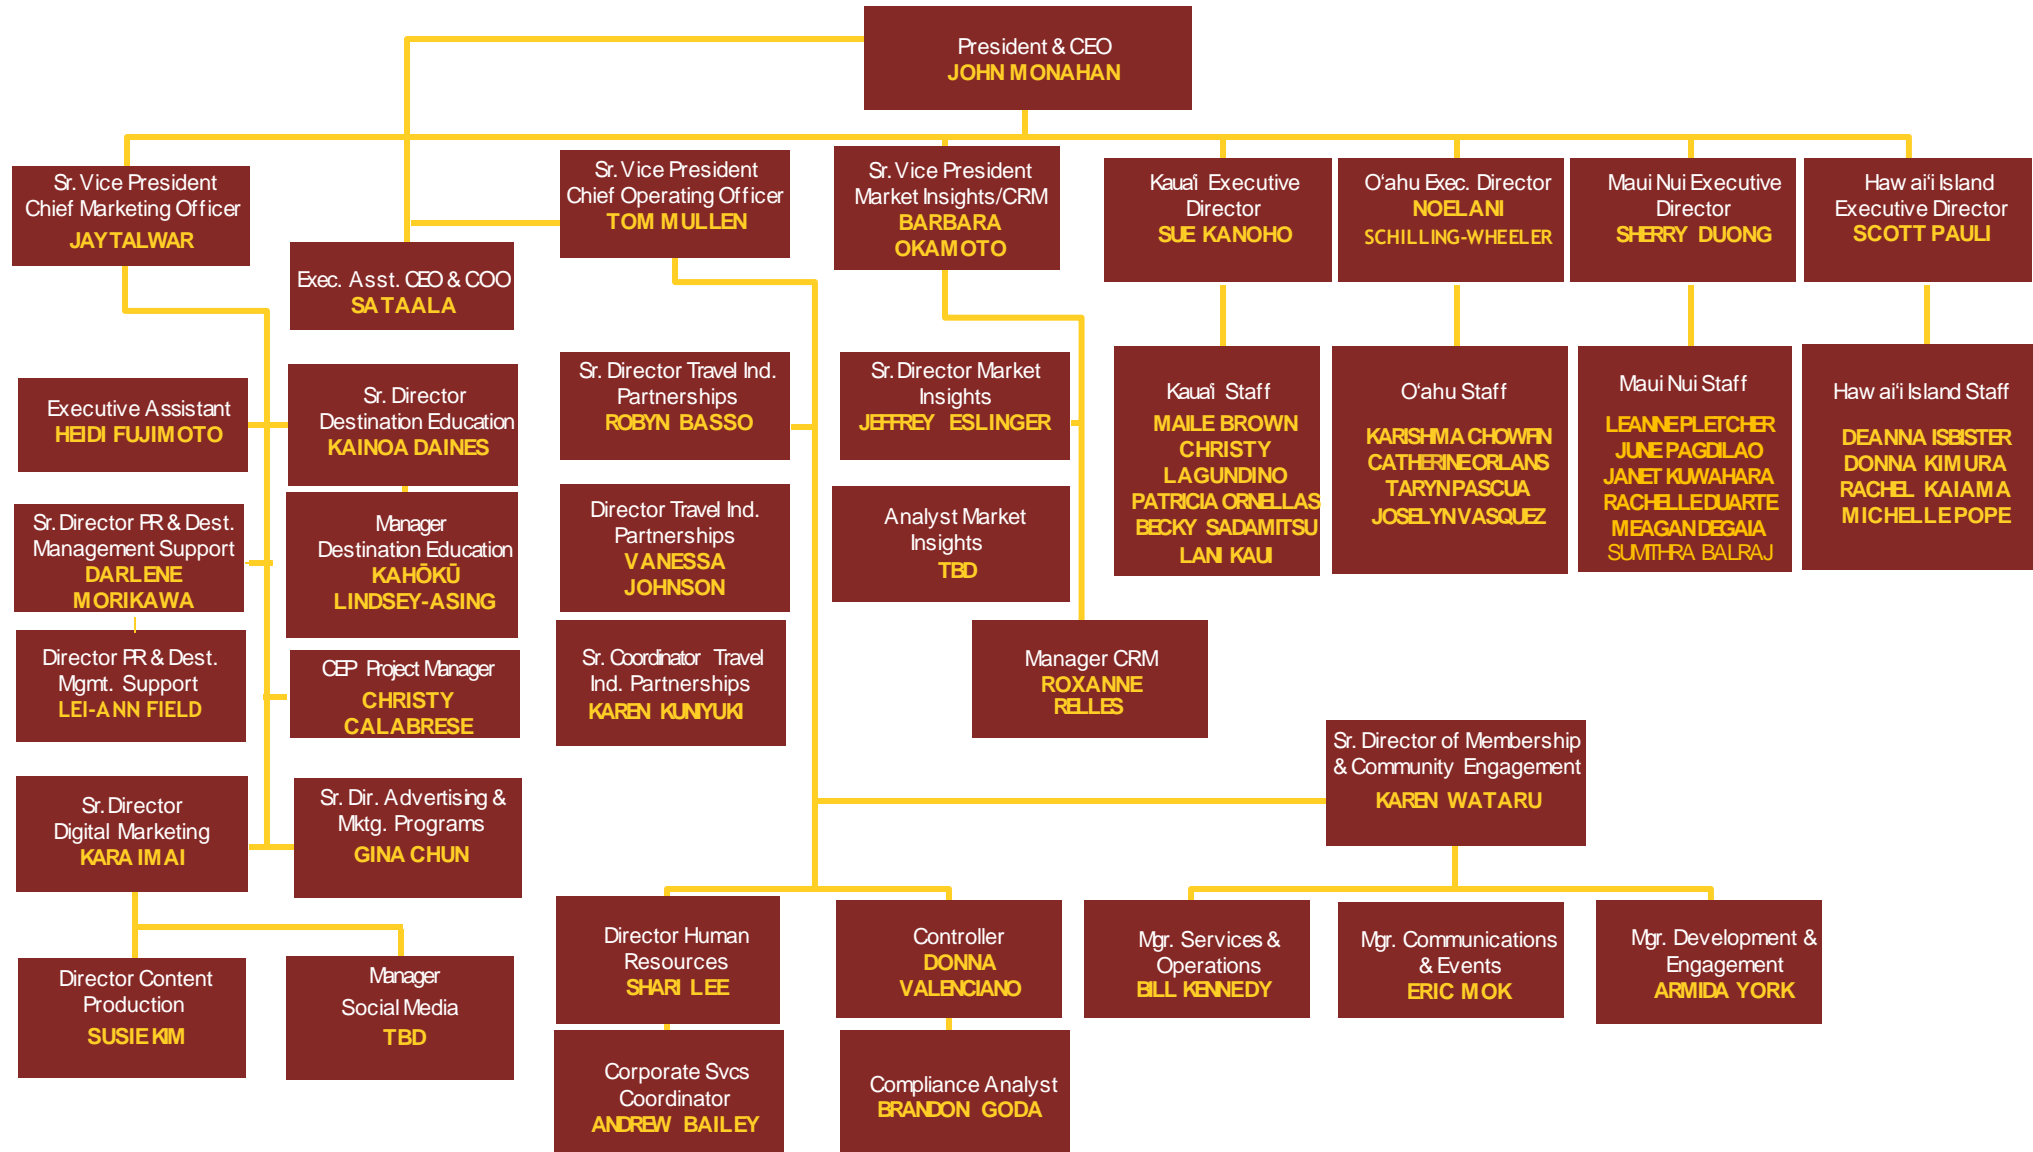 President & CEO
JOHN MONAHAN
Sr. Vice President
Chief Marketing Officer
JAY TALWAR
Exec. Asst. CEO & COO
SA TAALA
Sr. Vice President
Chief Operating Officer
TOM MULLEN
Sr. Vice President
Market Insights/CRM
BARBARA
OKAMOTO
Kaua'i Executive
Director
SUE KANOHO
O'ahu Exec. Director
NOELANI
SCHILLING-WHEELER
Maui Nui Executive
Director
SHERRY DUONG
Hawai'i Island
Executive Director
SCOTT PAULI
Executive Assistant
HEIDI FUJIMOTO
Sr. Director
Destination Education
KAINOA DAINES
Sr. Director Travel Ind.
Partnerships
ROBYN BASSO
Sr. Director Market
Insights
JEFFREY ESLINGER
Kaua'i Staff
MAILE BROWN
CHRISTY
LAGUNDINO
PATRICIA ORNELLAS
BECKY SADAMITSU
LANI KAUI
O'ahu Staff
KARISHMA CHOWFIN
CATHERINE ORLANS
TARYN PASCUA
JOSELYN VASQUEZ
Maui Nui Staff
LEANNE PLETCHER
JUNE PAGDILAO
JANET KUWAHARA
RACHELLE DUARTE
MEAGAN DEGAIA
SUMITHRA BALRAJ
Hawai'i Island Staff
DEANNA ISBISTER
DONNA KIMURA
RACHEL KAIAMA
MICHELLE POPE
Sr. Director PR & Dest.
Management Support
DARLENE
MORIKAWA
Manager
Destination Education
KAHŌKŪ
LINDSEY-ASING
Director Travel Ind.
Partnerships
VANESSA
JOHNSON
Analyst Market
Insights
TBD
Director PR & Dest.
Mgmt. Support
LEI-ANN FIELD
CEP Project Manager
CHRISTY
CALABRESE
Sr. Coordinator Travel
Ind. Partnerships
KAREN KUNIYUKI
Manager CRM
ROXANNE
RELLES
Sr. Director of Membership
& Community Engagement
KAREN WATARU
Sr. Director
Digital Marketing
KARA IMAI
Sr. Dir. Advertising &
Mktg. Programs
GINA CHUN
Director Human
Resources
SHARI LEE
Controller
DONNA
VALENCIANO
Mgr. Services &
Operations
BILL KENNEDY
Mgr. Communications
& Events
ERIC MOK
Mgr. Development &
Engagement
ARMIDA YORK
Director Content
Production
SUSIE KIM
Manager
Social Media
TBD
Corporate Svcs
Coordinator
ANDREW BAILEY
Compliance Analyst
BRANDON GODA